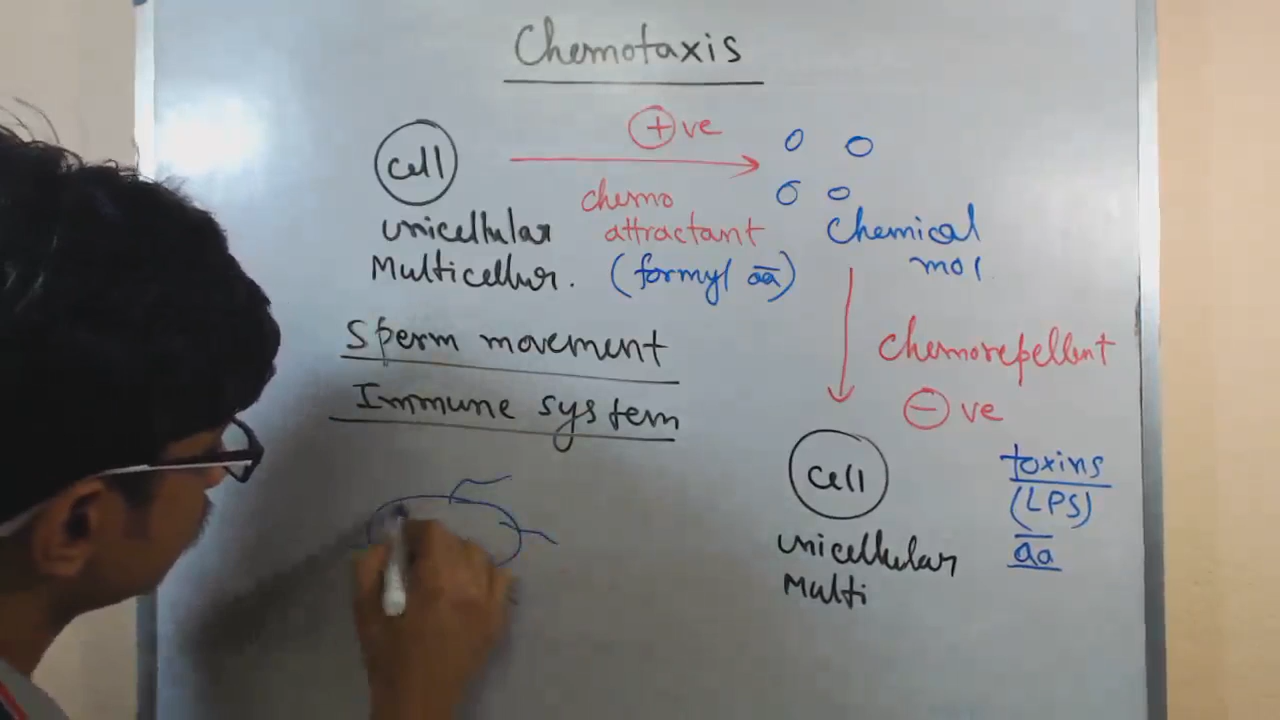 Chemotaxis
+ ve
cell
chemo
attractant
(formyl aa)
unicellular
Multicellur.
Chemical
mol.
Sperm movement
Immune system
Chemorepellent
- ve
cell
unicellular
Multi
toxins
(LPS)
aa